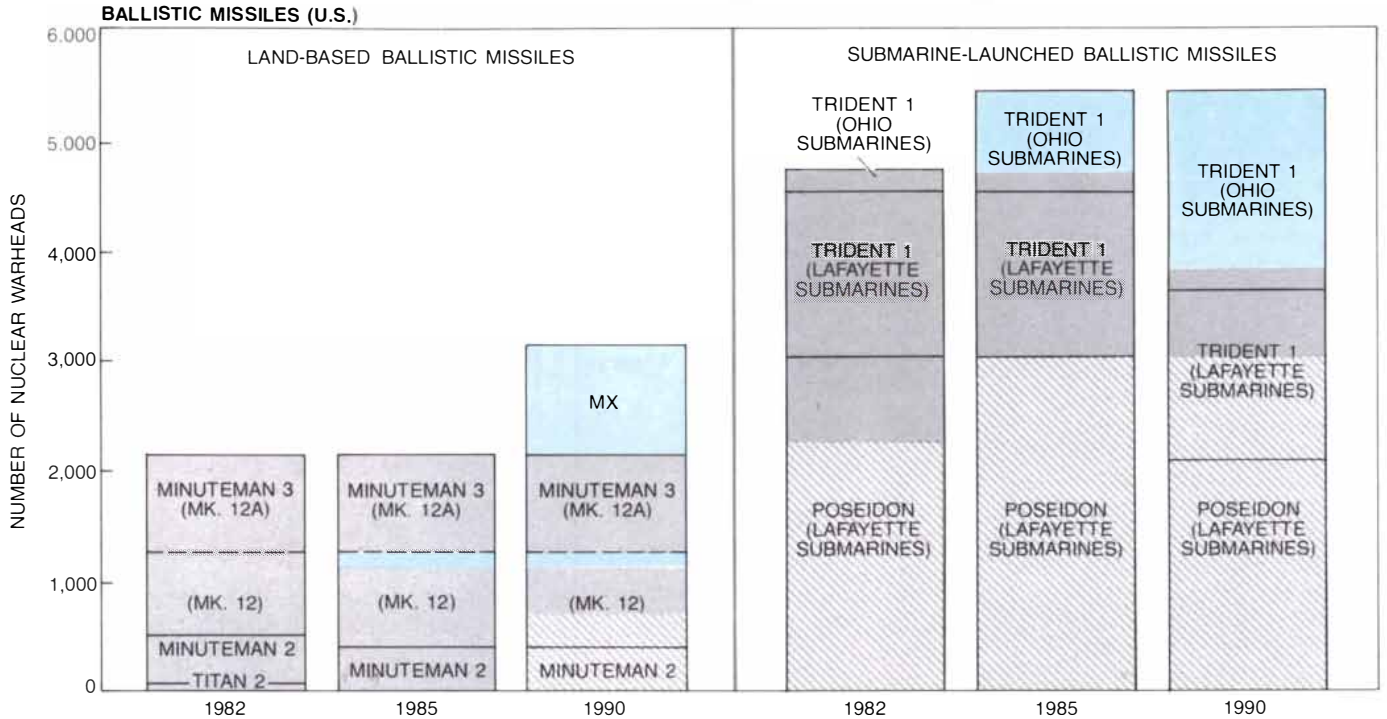 BALLISTIC MISSILES (U.S.)
NUMBER OF NUCLEAR WARHEADS
6.000
5.000
4,000
3,000
2,000
1,000
0
LAND-BASED BALLISTIC MISSILES
MINUTEMAN 3
(MK. 12A)
(MK. 12)
MINUTEMAN 2
TITAN 2
1982
MINUTEMAN 3
(MK. 12A)
(MK. 12)
MINUTEMAN 2
1985
MX
MINUTEMAN 3
(MK. 12A)
(MK. 12)
MINUTEMAN 2
1990
SUBMARINE-LAUNCHED BALLISTIC MISSILES
TRIDENT 1
(OHIO
SUBMARINES)
TRIDENT 1
(LAFAYETTE
SUBMARINES)
POSEIDON
(LAFAYETTE
SUBMARINES)
1982
TRIDENT 1
(OHIO
SUBMARINES)
TRIDENT 1
(LAFAYETTE
SUBMARINES)
POSEIDON
(LAFAYETTE
SUBMARINES)
1985
TRIDENT 1
(OHIO
SUBMARINES)
TRIDENT 1
(LAFAYETTE
SUBMARINES)
POSEIDON
(LAFAYETTE
SUBMARINES)
1990